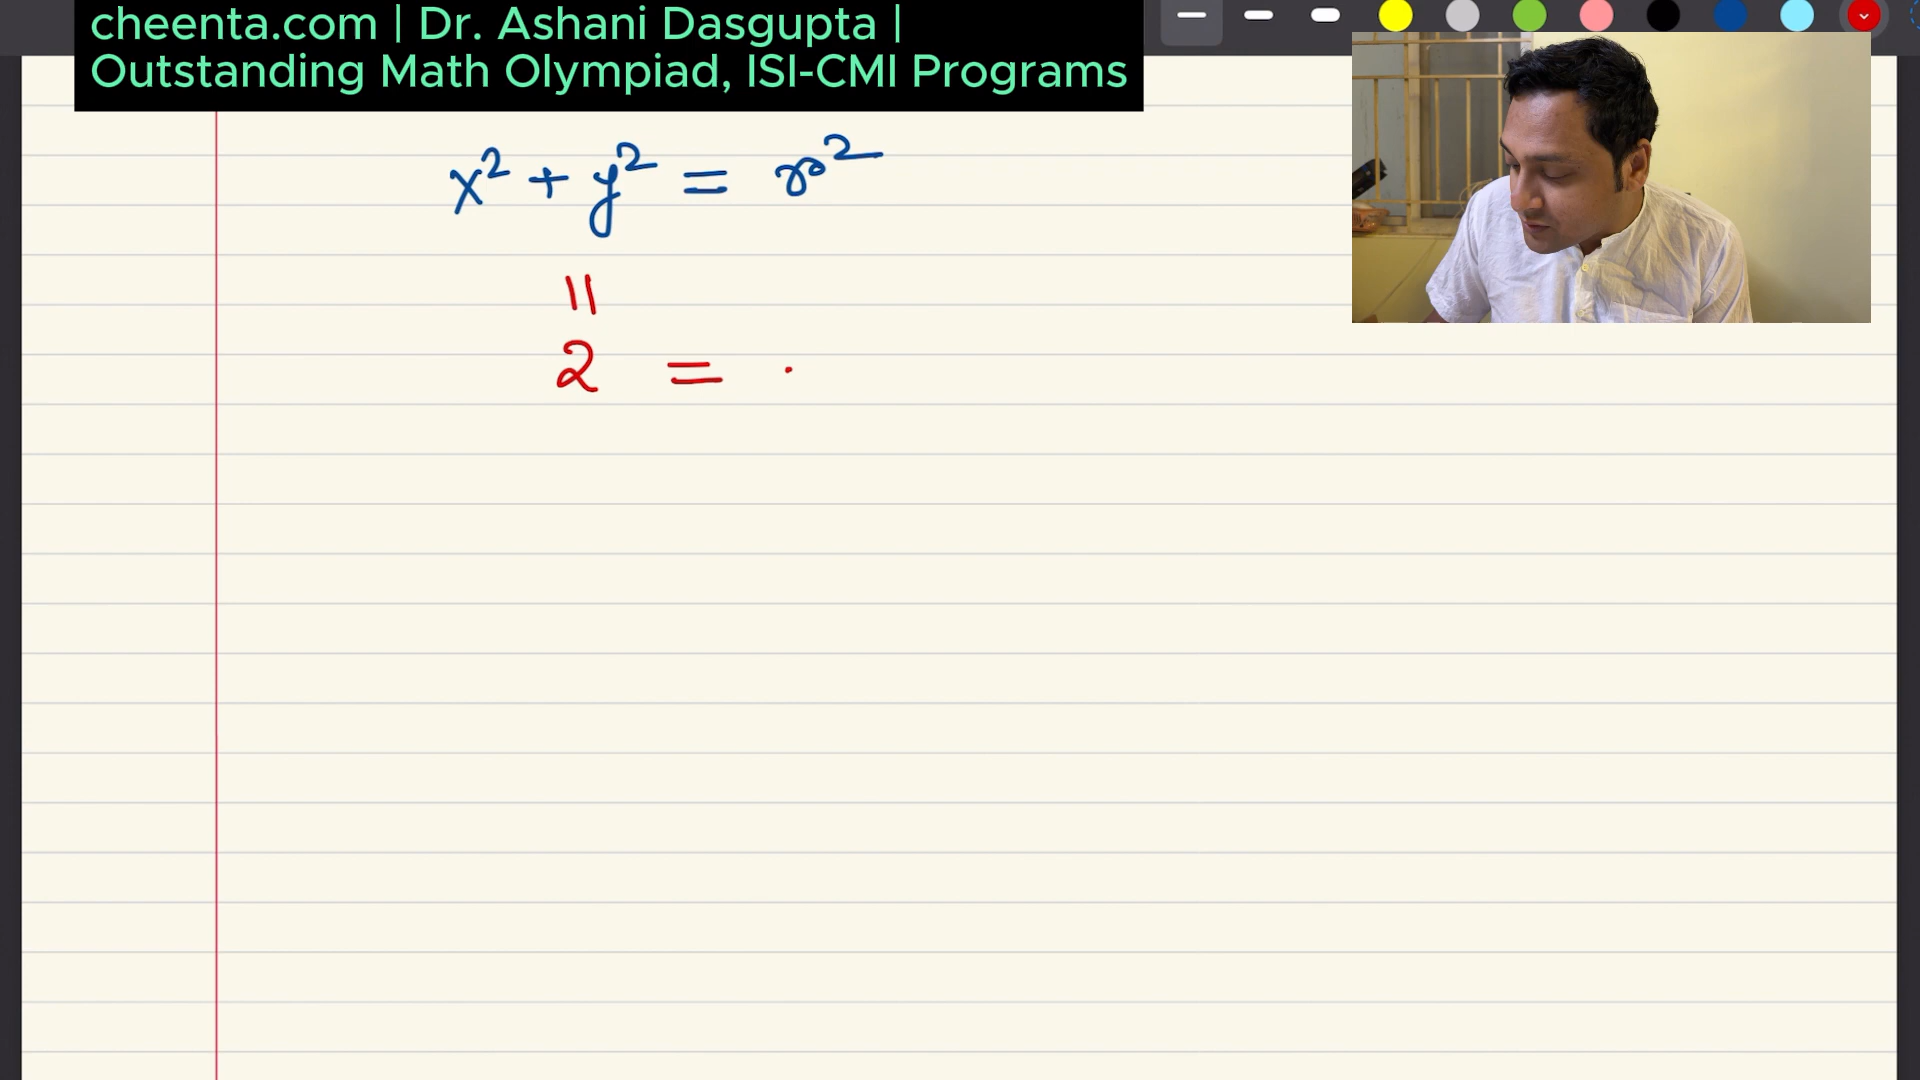 cheenta.com | Dr. Ashani Dasgupta |
Outstanding Math Olympiad, ISI-CMI Programs
x² + y² = r²
||
2 = .